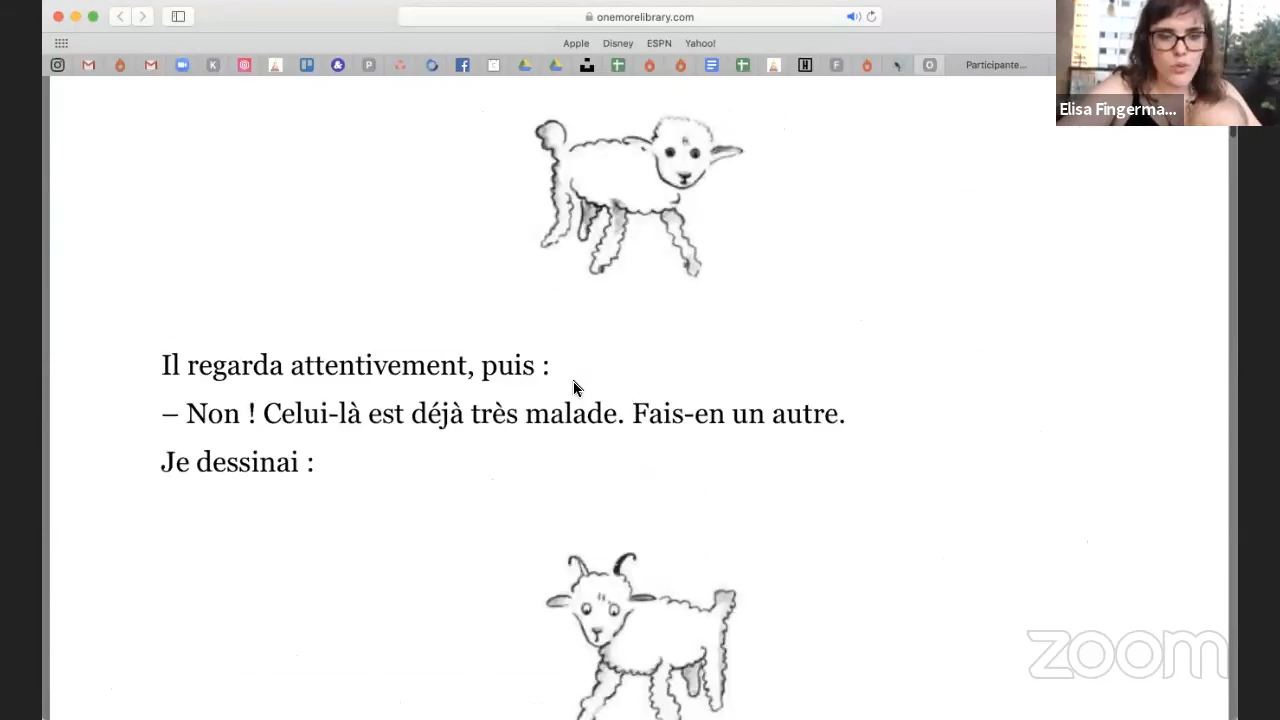 onemorelibrary.com
Apple Disney ESPN Yahoo!
K P F O Participante...
Elisa Fingerma...
Il regarda attentivement, puis :
– Non ! Celui-là est déjà très malade. Fais-en un autre.
Je dessinai :
zoom